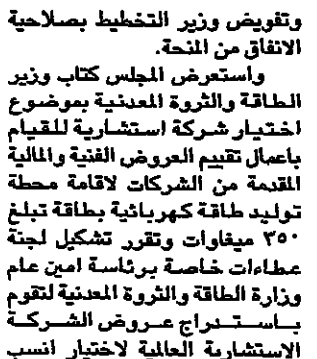 وتفويض وزير التخطيط بصلاحية
الانفاق من المنحة.
واستعرض المجلس كتاب وزير
الطاقة والثروة المعدنية بموضوع
اختيار شركة استشارية للقيام
باعمال تقييم العروض الفنية والمالية
المقدمة من الشركات لاقامة محطة
توليد طاقة كهربائية بطاقة تبلغ
٣٥٠ ميغاوات وتقرر تشكيل لجنة
عطاءات خاصة برئاسة امين عام
وزارة الطاقة والثروة المعدنية لتقوم
باستدراج عروض الشركة
الاستشارية العالمية لاختيار انسب